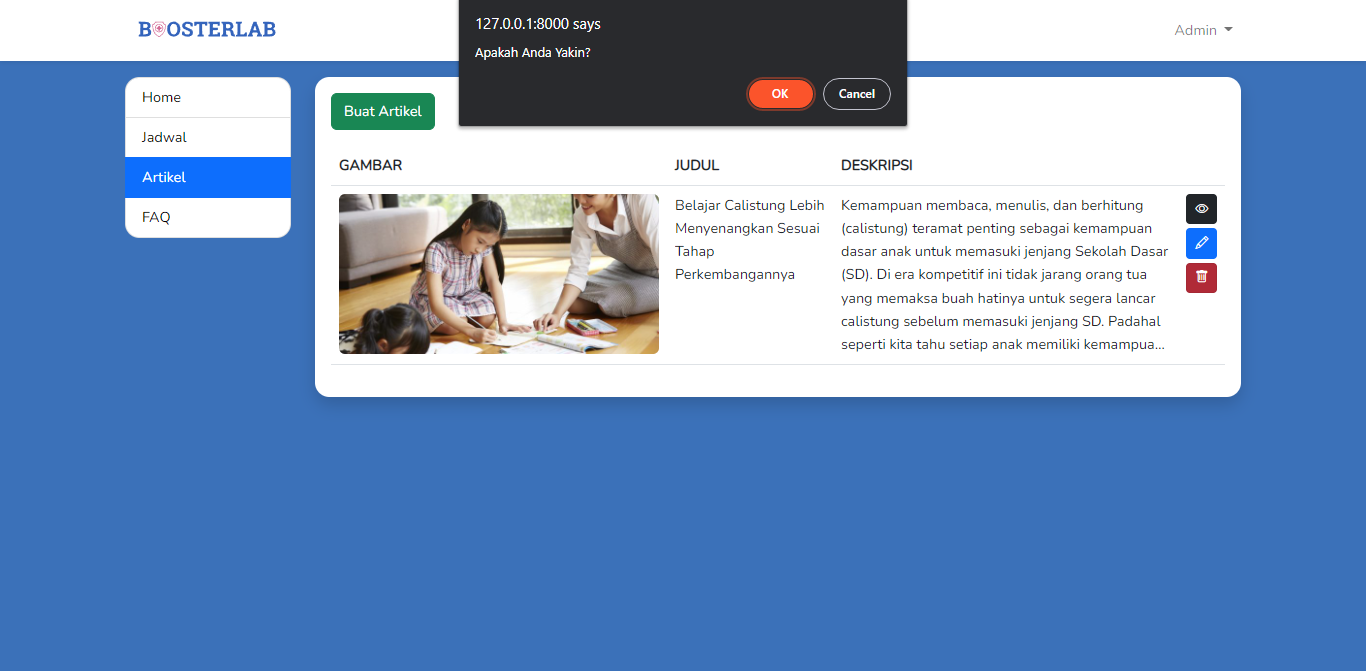 BOOSTERLAB
127.0.0.1:8000 says
Apakah Anda Yakin?
OK
Cancel
Admin
Home
Jadwal
Artikel
FAQ
Buat Artikel
GAMBAR
JUDUL
DESKRIPSI
Belajar Calistung Lebih
Menyenangkan Sesuai
Tahap
Perkembangannya
Kemampuan membaca, menulis, dan berhitung
(calistung) teramat penting sebagai kemampuan
dasar anak untuk memasuki jenjang Sekolah Dasar
(SD). Di era kompetitif ini tidak jarang orang tua
yang memaksa buah hatinya untuk segera lancar
calistung sebelum memasuki jenjang SD. Padahal
seperti kita tahu setiap anak memiliki kemampua...